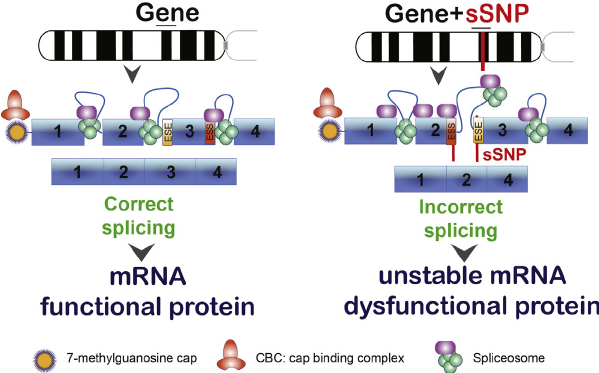 Gene
Gene+sSNP
1 2 ESE 3 ESS 4
1 2 ESS ESE 3 4
sSNP
1 2 3 4
1 2 4
Correct
splicing
Incorrect
splicing
mRNA
functional protein
unstable mRNA
dysfunctional protein
7-methylguanosine cap
CBC: cap binding complex
Spliceosome